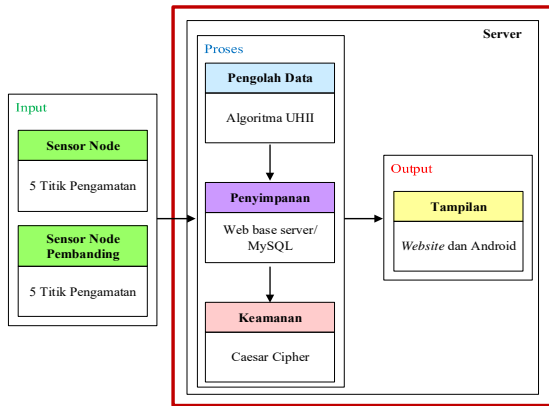 Server
Input
Sensor Node
5 Titik Pengamatan
Sensor Node
Pembanding
5 Titik Pengamatan
Proses
Pengolah Data
Algoritma UHII
Penyimpanan
Web base server/
MySQL
Keamanan
Caesar Cipher
Output
Tampilan
Website dan Android